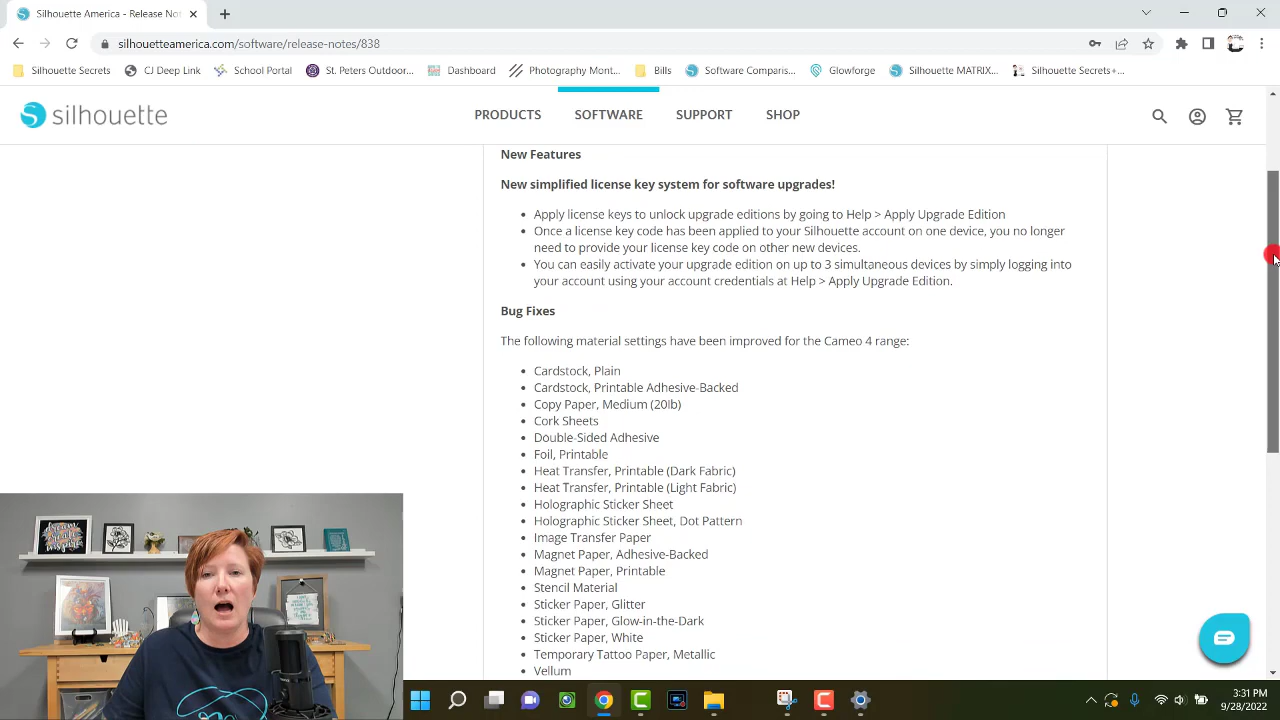 Silhouette America - Release Note
silhouetteamerica.com/software/release-notes/838
Silhouette Secrets
CJ Deep Link
School Portal
St. Peters Outdoor...
Dashboard
Photography Mont...
Bills
Software Comparis...
Glowforge
Silhouette MATRIX...
Silhouette Secrets+...
silhouette
PRODUCTS
SOFTWARE
SUPPORT
SHOP
New Features
New simplified license key system for software upgrades!
• Apply license keys to unlock upgrade editions by going to Help > Apply Upgrade Edition
• Once a license key code has been applied to your Silhouette account on one device, you no longer
need to provide your license key code on other new devices.
• You can easily activate your upgrade edition on up to 3 simultaneous devices by simply logging into
your account using your account credentials at Help > Apply Upgrade Edition.
Bug Fixes
The following material settings have been improved for the Cameo 4 range:
• Cardstock, Plain
• Cardstock, Printable Adhesive-Backed
• Copy Paper, Medium (20lb)
• Cork Sheets
• Double-Sided Adhesive
• Foil, Printable
• Heat Transfer, Printable (Dark Fabric)
• Heat Transfer, Printable (Light Fabric)
• Holographic Sticker Sheet
• Holographic Sticker Sheet, Dot Pattern
• Image Transfer Paper
• Magnet Paper, Adhesive-Backed
• Magnet Paper, Printable
• Stencil Material
• Sticker Paper, Glitter
• Sticker Paper, Glow-in-the-Dark
• Sticker Paper, White
• Temporary Tattoo Paper, Metallic
• Vellum
3:31 PM
9/28/2022